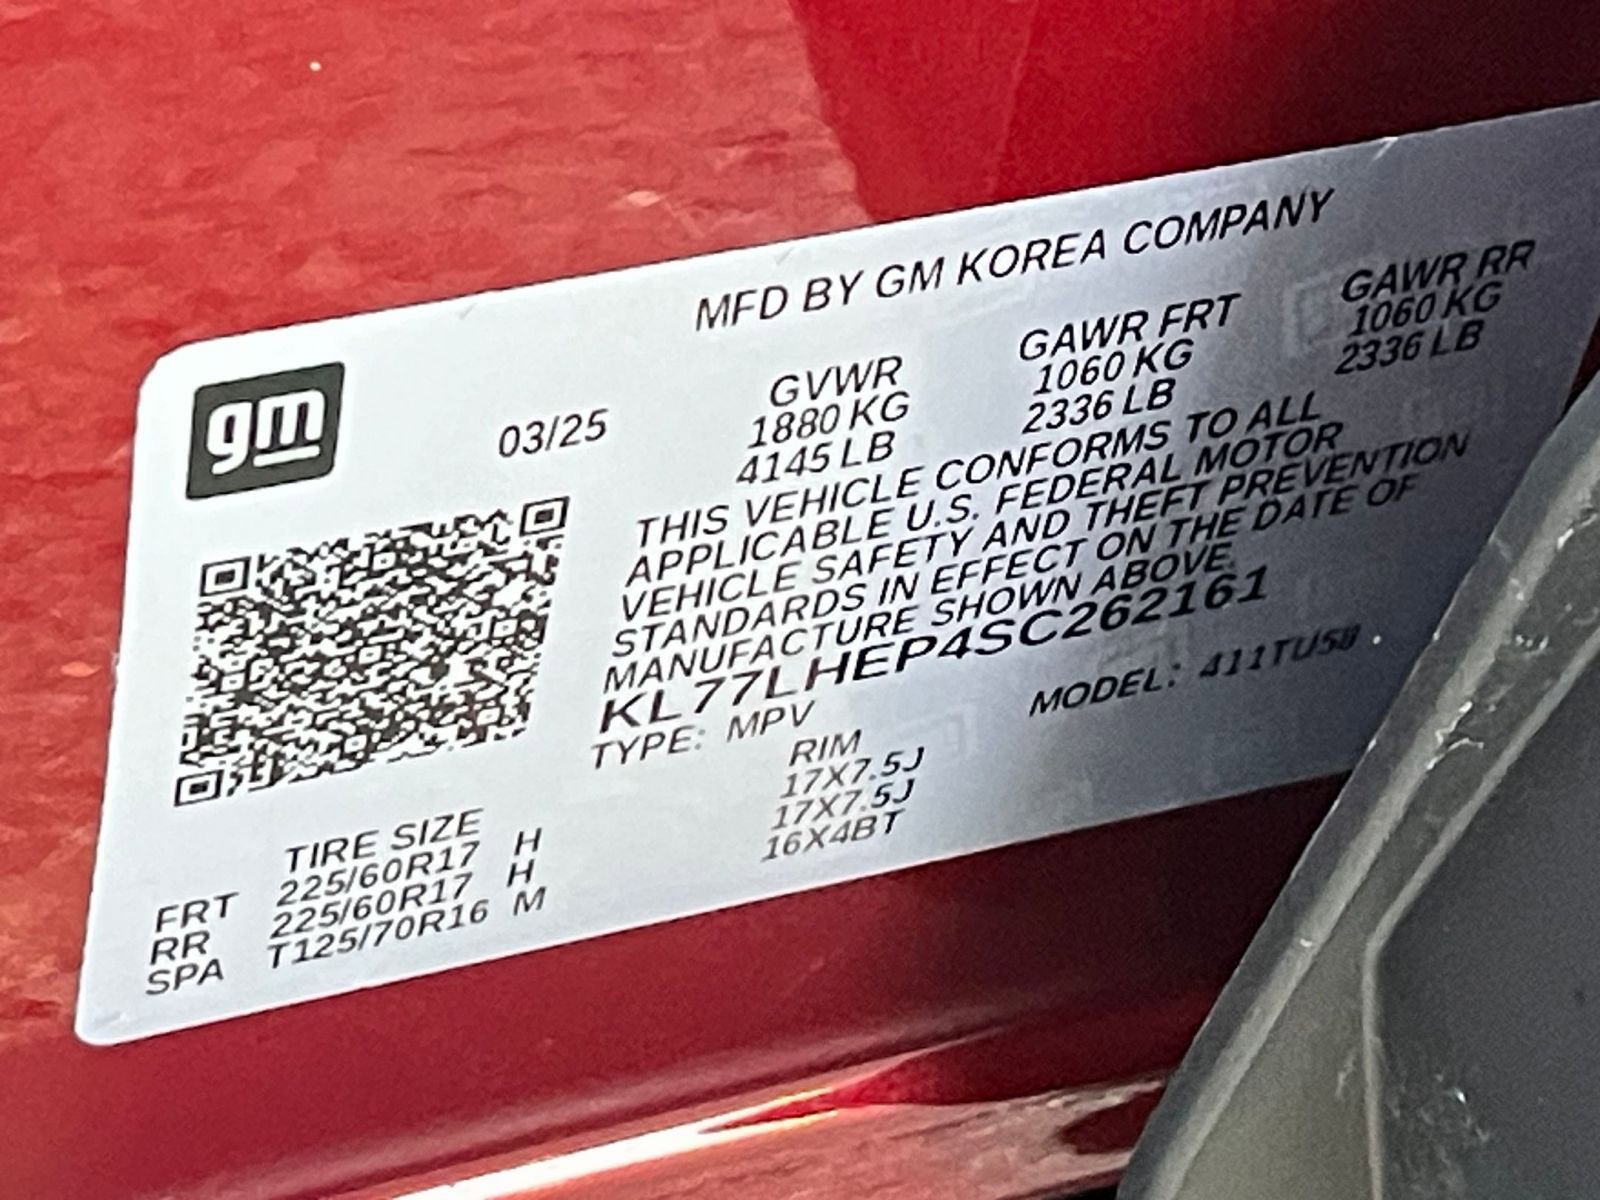 MFD BY GM KOREA COMPANY
gm
03/25
GVWR GAWR FRT GAWR RR
1880 KG 1060 KG 1060 KG
4145 LB 2336 LB 2336 LB
THIS VEHICLE CONFORMS TO ALL
APPLICABLE U.S. FEDERAL MOTOR
VEHICLE SAFETY AND THEFT PREVENTION
STANDARDS IN EFFECT ON THE DATE OF
MANUFACTURE SHOWN ABOVE.
KL77LHEP4SC262161
TYPE: MPV MODEL:
TIRE SIZE RIM
FRT 225/60R17 H 17X7.5J
RR 225/60R17 H 17X7.5J
SPA T125/70R16 M 16X4BT